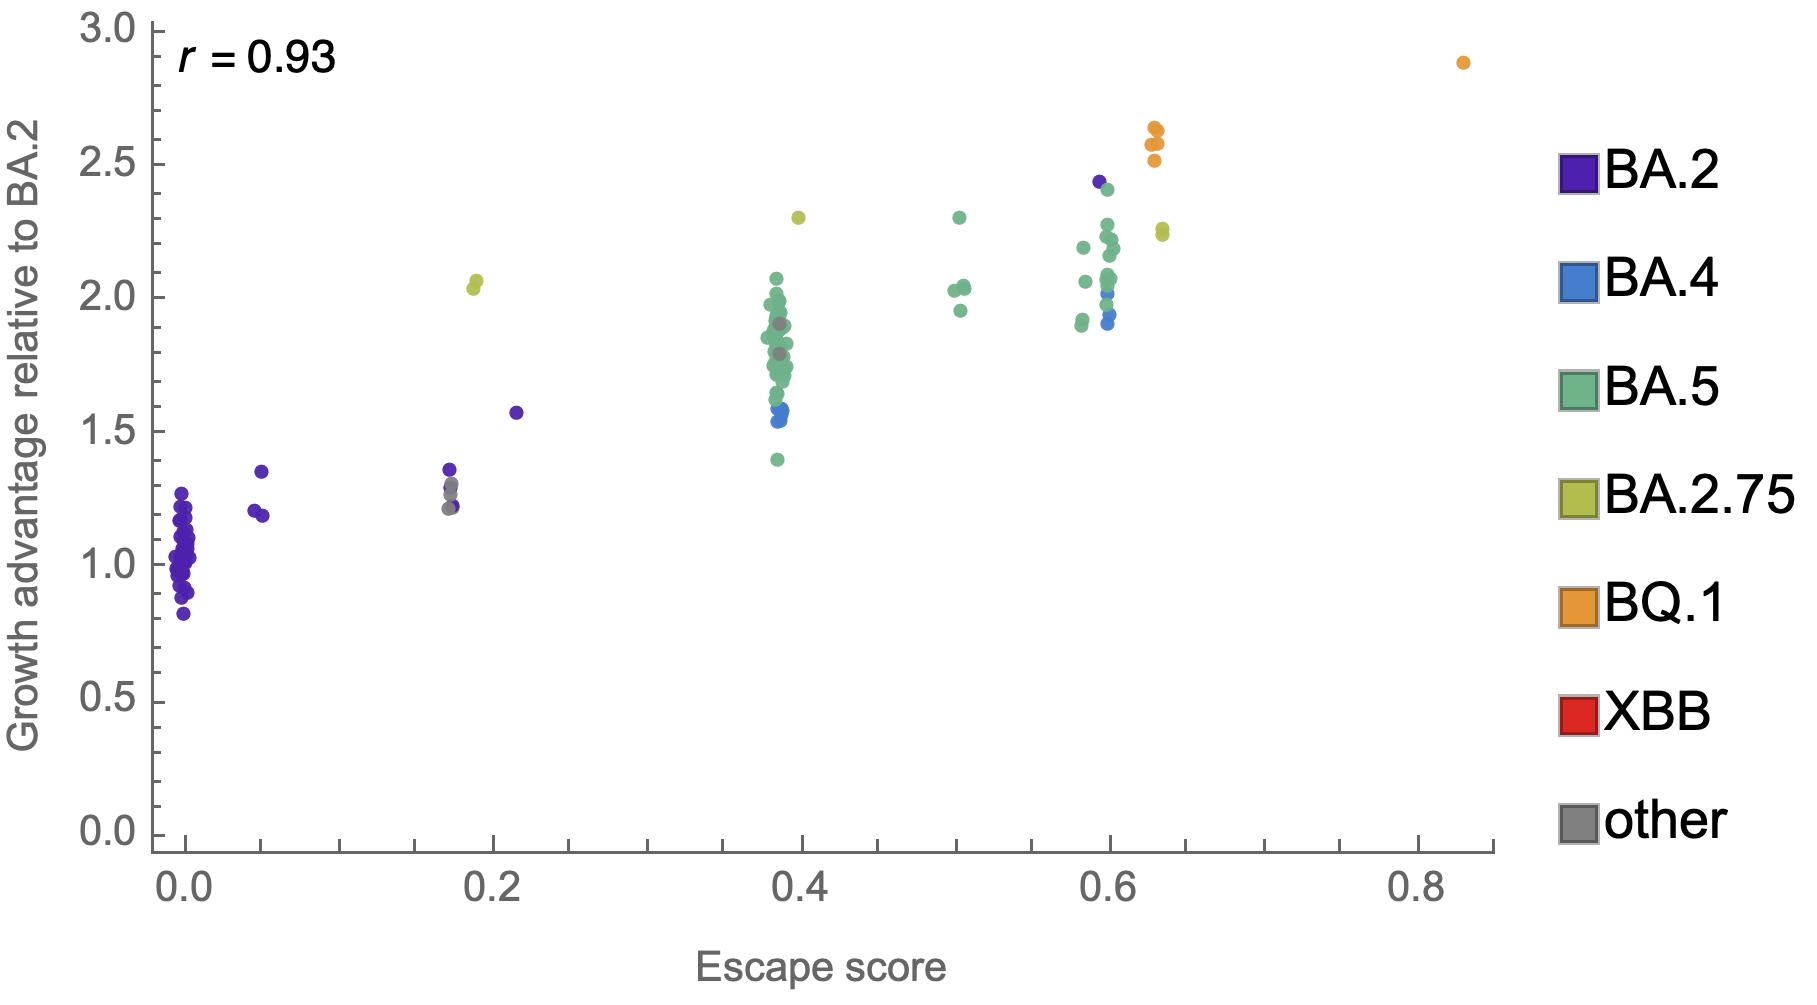 r = 0.93
Growth advantage relative to BA.2
3.0
2.5
2.0
1.5
1.0
0.5
0.0
0.0 0.2 0.4 0.6 0.8
Escape score
BA.2
BA.4
BA.5
BA.2.75
BQ.1
XBB
other